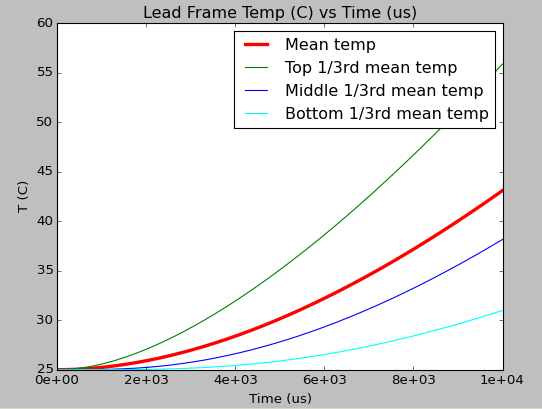 Lead Frame Temp (C) vs Time (us)
60
55
50
45
40
35
30
25
T (C)
Mean temp
Top 1/3rd mean temp
Middle 1/3rd mean temp
Bottom 1/3rd mean temp
0e+00 2e+03 4e+03 6e+03 8e+03 1e+04
Time (us)